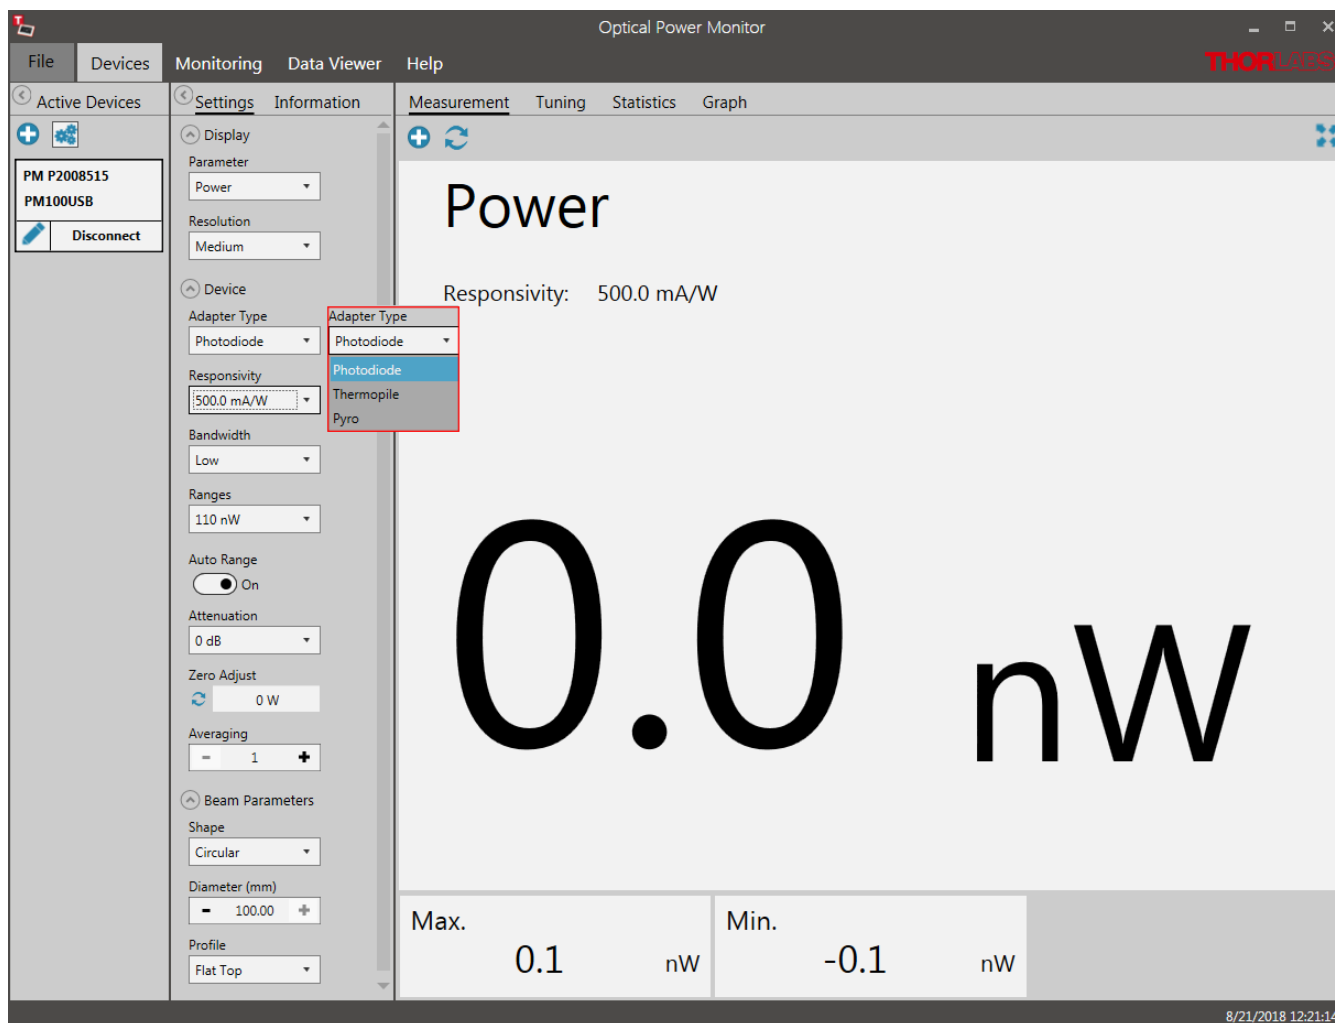 Optical Power Monitor
File Devices Monitoring Data Viewer Help
THORLABS
Active Devices
PM P2008515
PM100USB
Disconnect
Settings Information
Display
Parameter
Power
Resolution
Medium
Device
Adapter Type
Photodiode
Responsivity
500.0 mA/W
Bandwidth
Low
Ranges
110 nW
Auto Range
On
Attenuation
0 dB
Zero Adjust
0 W
Averaging
- 1 +
Beam Parameters
Shape
Circular
Diameter (mm)
- 100.00 +
Profile
Flat Top
Adapter Type
Photodiode
Photodiode
Thermopile
Pyro
Measurement Tuning Statistics Graph
Power
Responsivity: 500.0 mA/W
0.0 nW
Max.
0.1 nW
Min.
-0.1 nW
8/21/2018 12:21:14